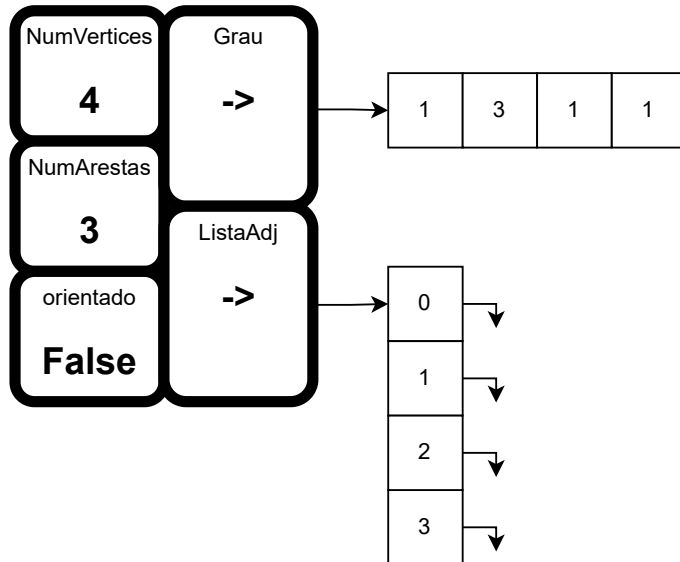 NumVertices
4
NumArestas
3
orientado
False
Grau
->
ListaAdj
->
1 3 1 1
0
1
2
3